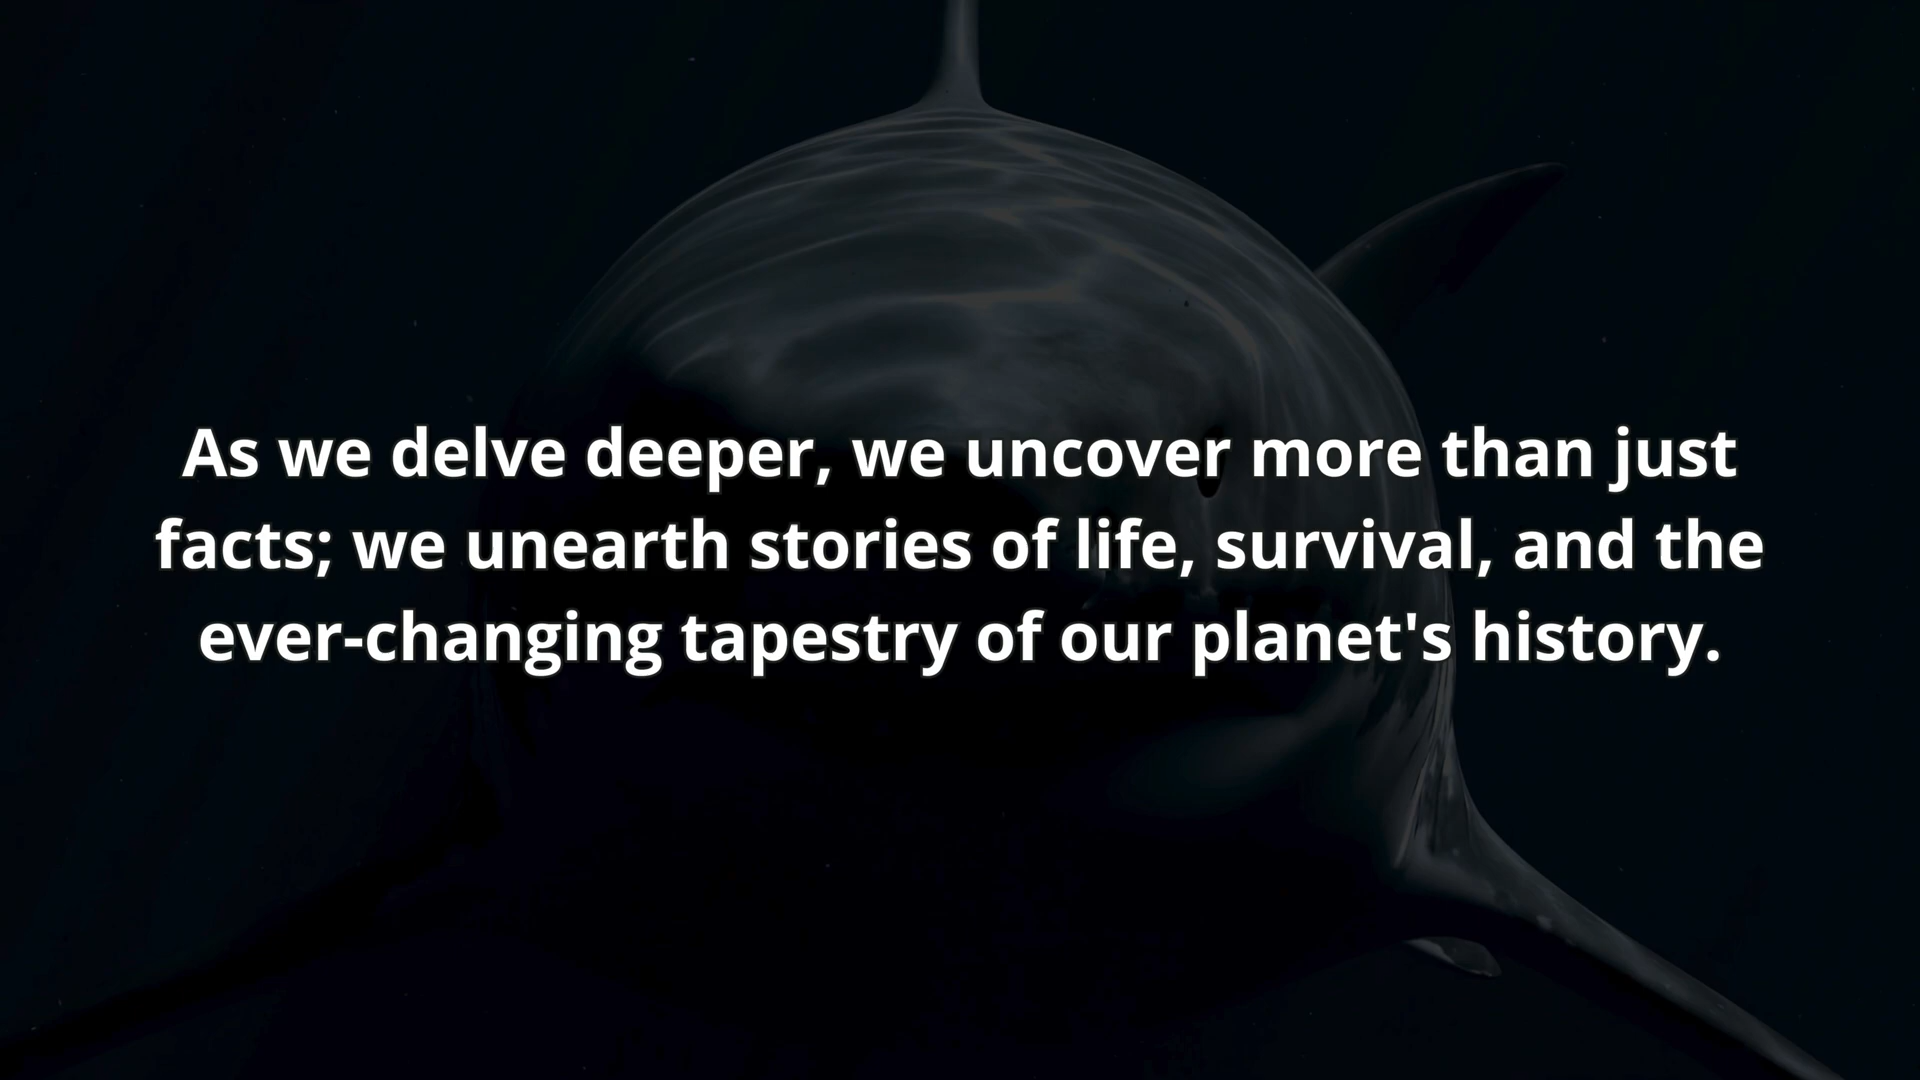 As we delve deeper, we uncover more than just
facts; we unearth stories of life, survival, and the
ever-changing tapestry of our planet's history.